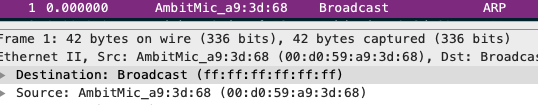 1 0.000000 AmbitMic_a9:3d:68 Broadcast ARP
Frame 1: 42 bytes on wire (336 bits), 42 bytes captured (336 bits)
Ethernet II, Src: AmbitMic_a9:3d:68 (00:d0:59:a9:3d:68), Dst: Broadcas
Destination: Broadcast (ff:ff:ff:ff:ff:ff)
Source: AmbitMic_a9:3d:68 (00:d0:59:a9:3d:68)